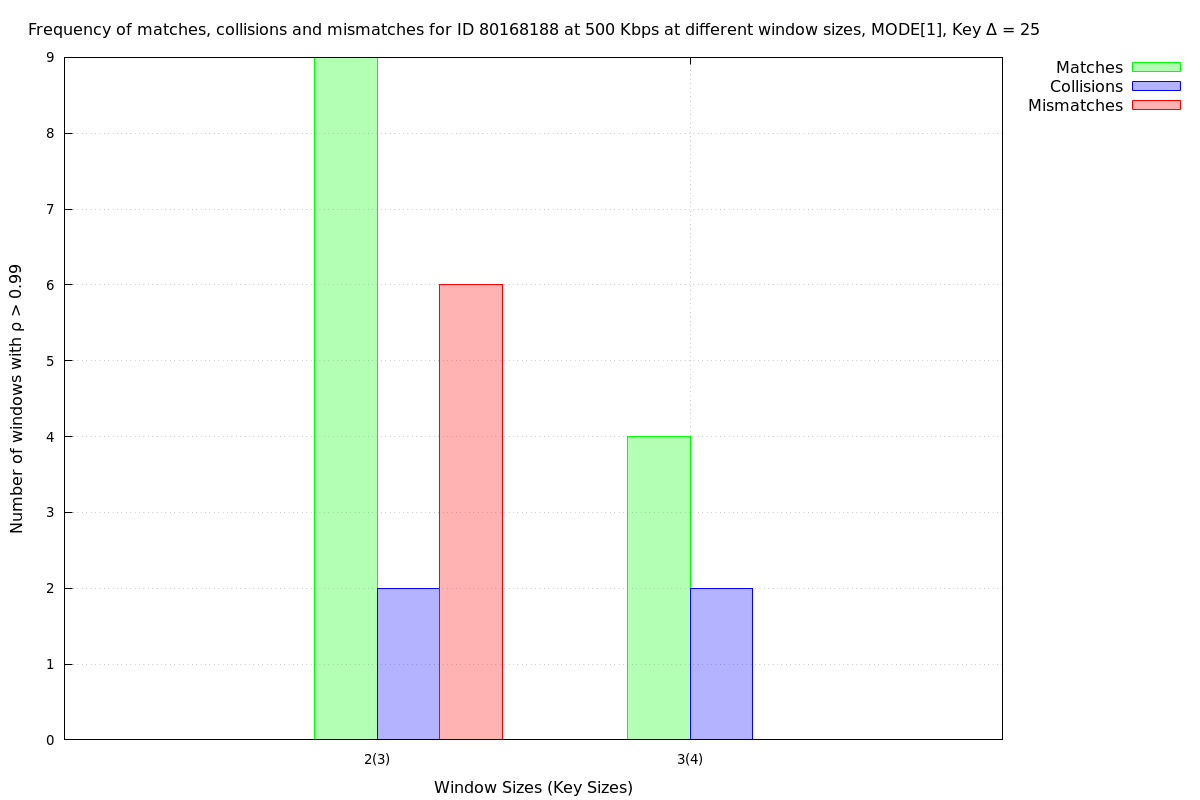 Frequency of matches, collisions and mismatches for ID 80168188 at 500 Kbps at different window sizes, MODE[1], Key Δ = 25
Matches
Collisions
Mismatches
Number of windows with ρ > 0.99
9
8
7
6
5
4
3
2
1
0
2(3)
3(4)
Window Sizes (Key Sizes)